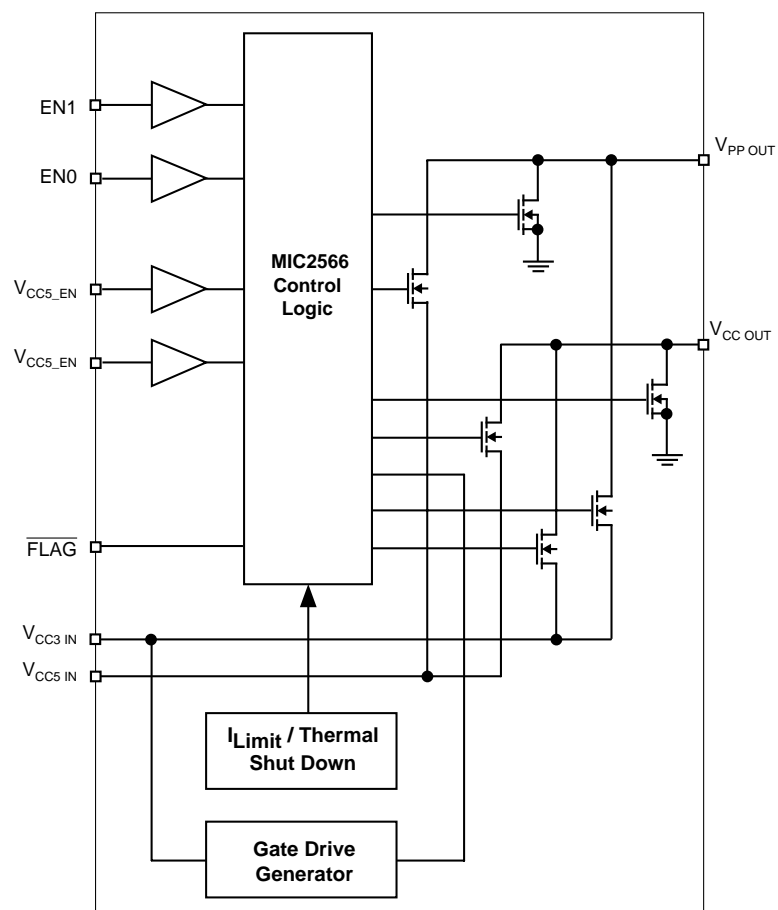 EN1
EN0
VCC5_EN
VCC5_EN
FLAG
VCC3 IN
VCC5 IN
MIC2566
Control
Logic
VPP OUT
VCC OUT
ILimit / Thermal
Shut Down
Gate Drive
Generator